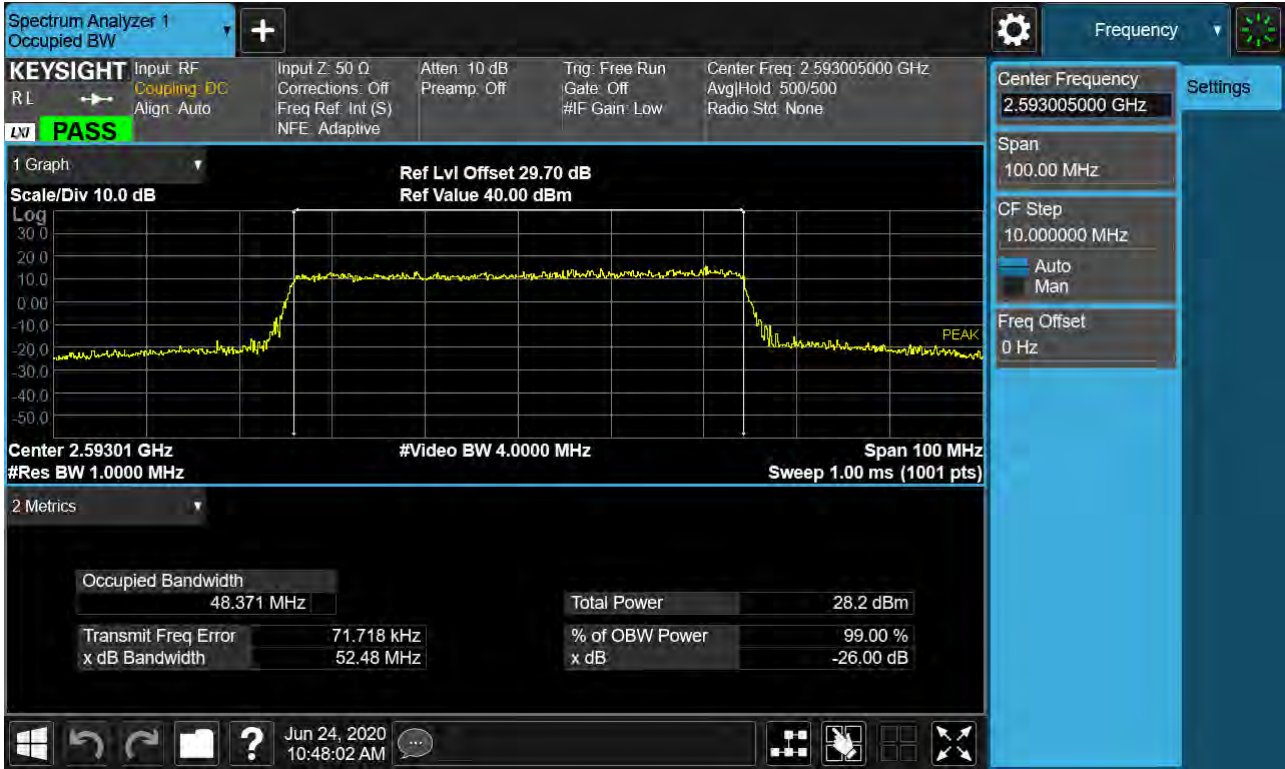 Spectrum Analyzer 1
Occupied BW
Frequency
KEYSIGHT
RL
LXI
PASS
Input: RF
Coupling: DC
Align: Auto
Input Z: 50 Ω
Corrections: Off
Freq Ref: Int (S)
NFE: Adaptive
Atten: 10 dB
Preamp: Off
Trig: Free Run
Gate: Off
#IF Gain: Low
Center Freq: 2.593005000 GHz
Avg|Hold: 500/500
Radio Std: None
1 Graph
Scale/Div 10.0 dB
Ref Lvl Offset 29.70 dB
Ref Value 40.00 dBm
Log
30.0
20.0
10.0
0.00
-10.0
-20.0
-30.0
-40.0
-50.0
PEAK
Center 2.59301 GHz
#Video BW 4.0000 MHz
Span 100 MHz
#Res BW 1.0000 MHz
Sweep 1.00 ms (1001 pts)
2 Metrics
Occupied Bandwidth
48.371 MHz
Total Power 28.2 dBm
Transmit Freq Error 71.718 kHz
% of OBW Power 99.00 %
x dB Bandwidth 52.48 MHz
x dB -26.00 dB
Center Frequency
2.593005000 GHz
Settings
Span
100.00 MHz
CF Step
10.000000 MHz
Auto
Man
Freq Offset
0 Hz
?
Jun 24, 2020
10:48:02 AM